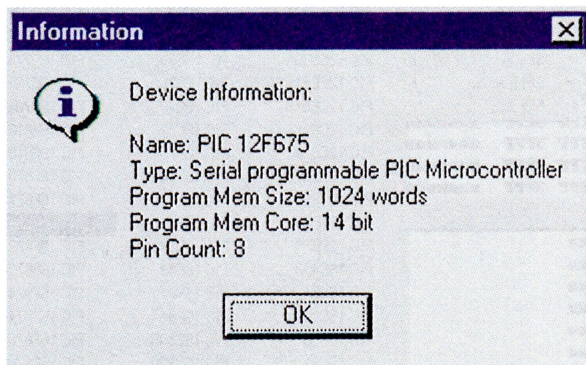 Information
Device Information:
Name: PIC 12F675
Type: Serial programmable PIC Microcontroller
Program Mem Size: 1024 words
Program Mem Core: 14 bit
Pin Count: 8
OK